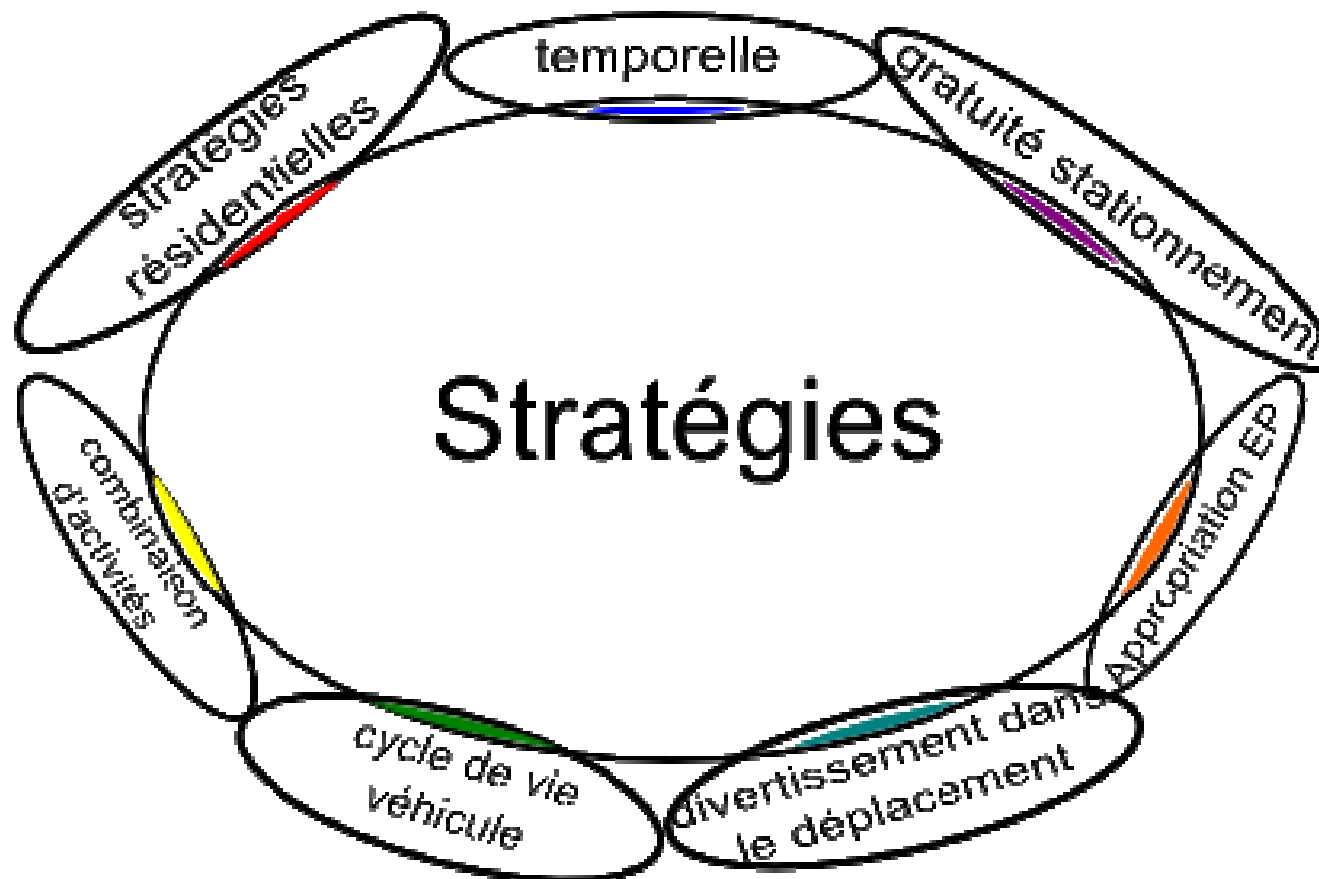 temporelle
gratuité stationnement
stratégies
résidentielles
Stratégies
Appropriation EP
combinaison
d'activités
cycle de vie
véhicule
divertissement dans
le déplacement